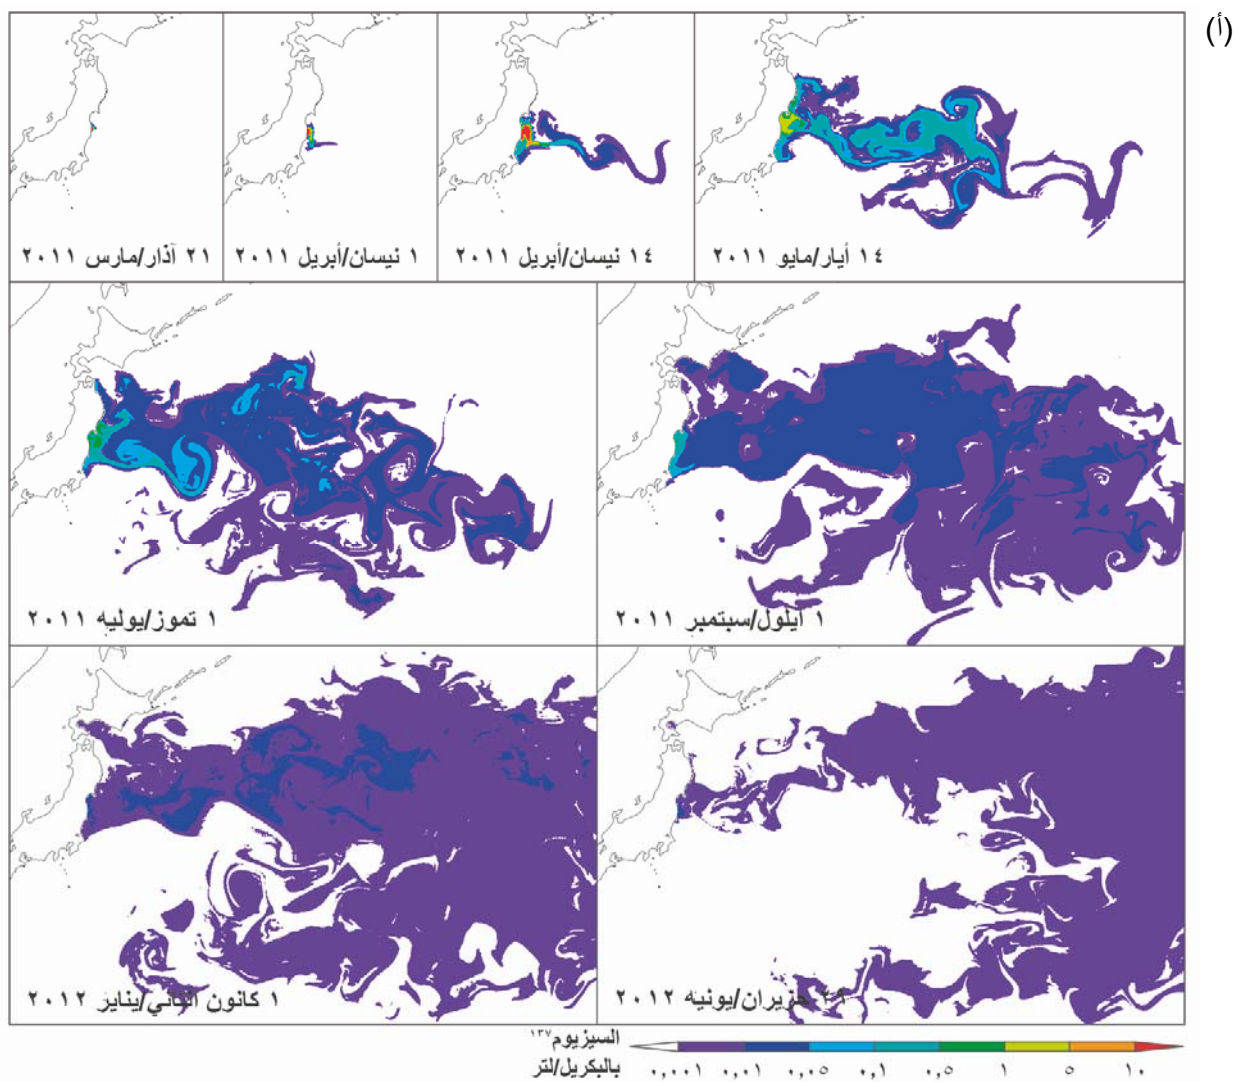 (أ)
٢١ آذار/مارس ٢٠١١
١ نيسان/أبريل ٢٠١١
١٤ نيسان/أبريل ٢٠١١
١٤ أيار/مايو ٢٠١١
١ تموز/يوليه ٢٠١١
١ أيلول/سبتمبر ٢٠١١
١ كانون الثاني/يناير ٢٠١٢
٢٩ حزيران/يونيه ٢٠١٢
السيزيوم١٣٧
بالبكريل/لتر
٠,٠٠١ ٠,٠١ ٠,٠٥ ٠,١ ٠,٥ ١ ٥ ١٠